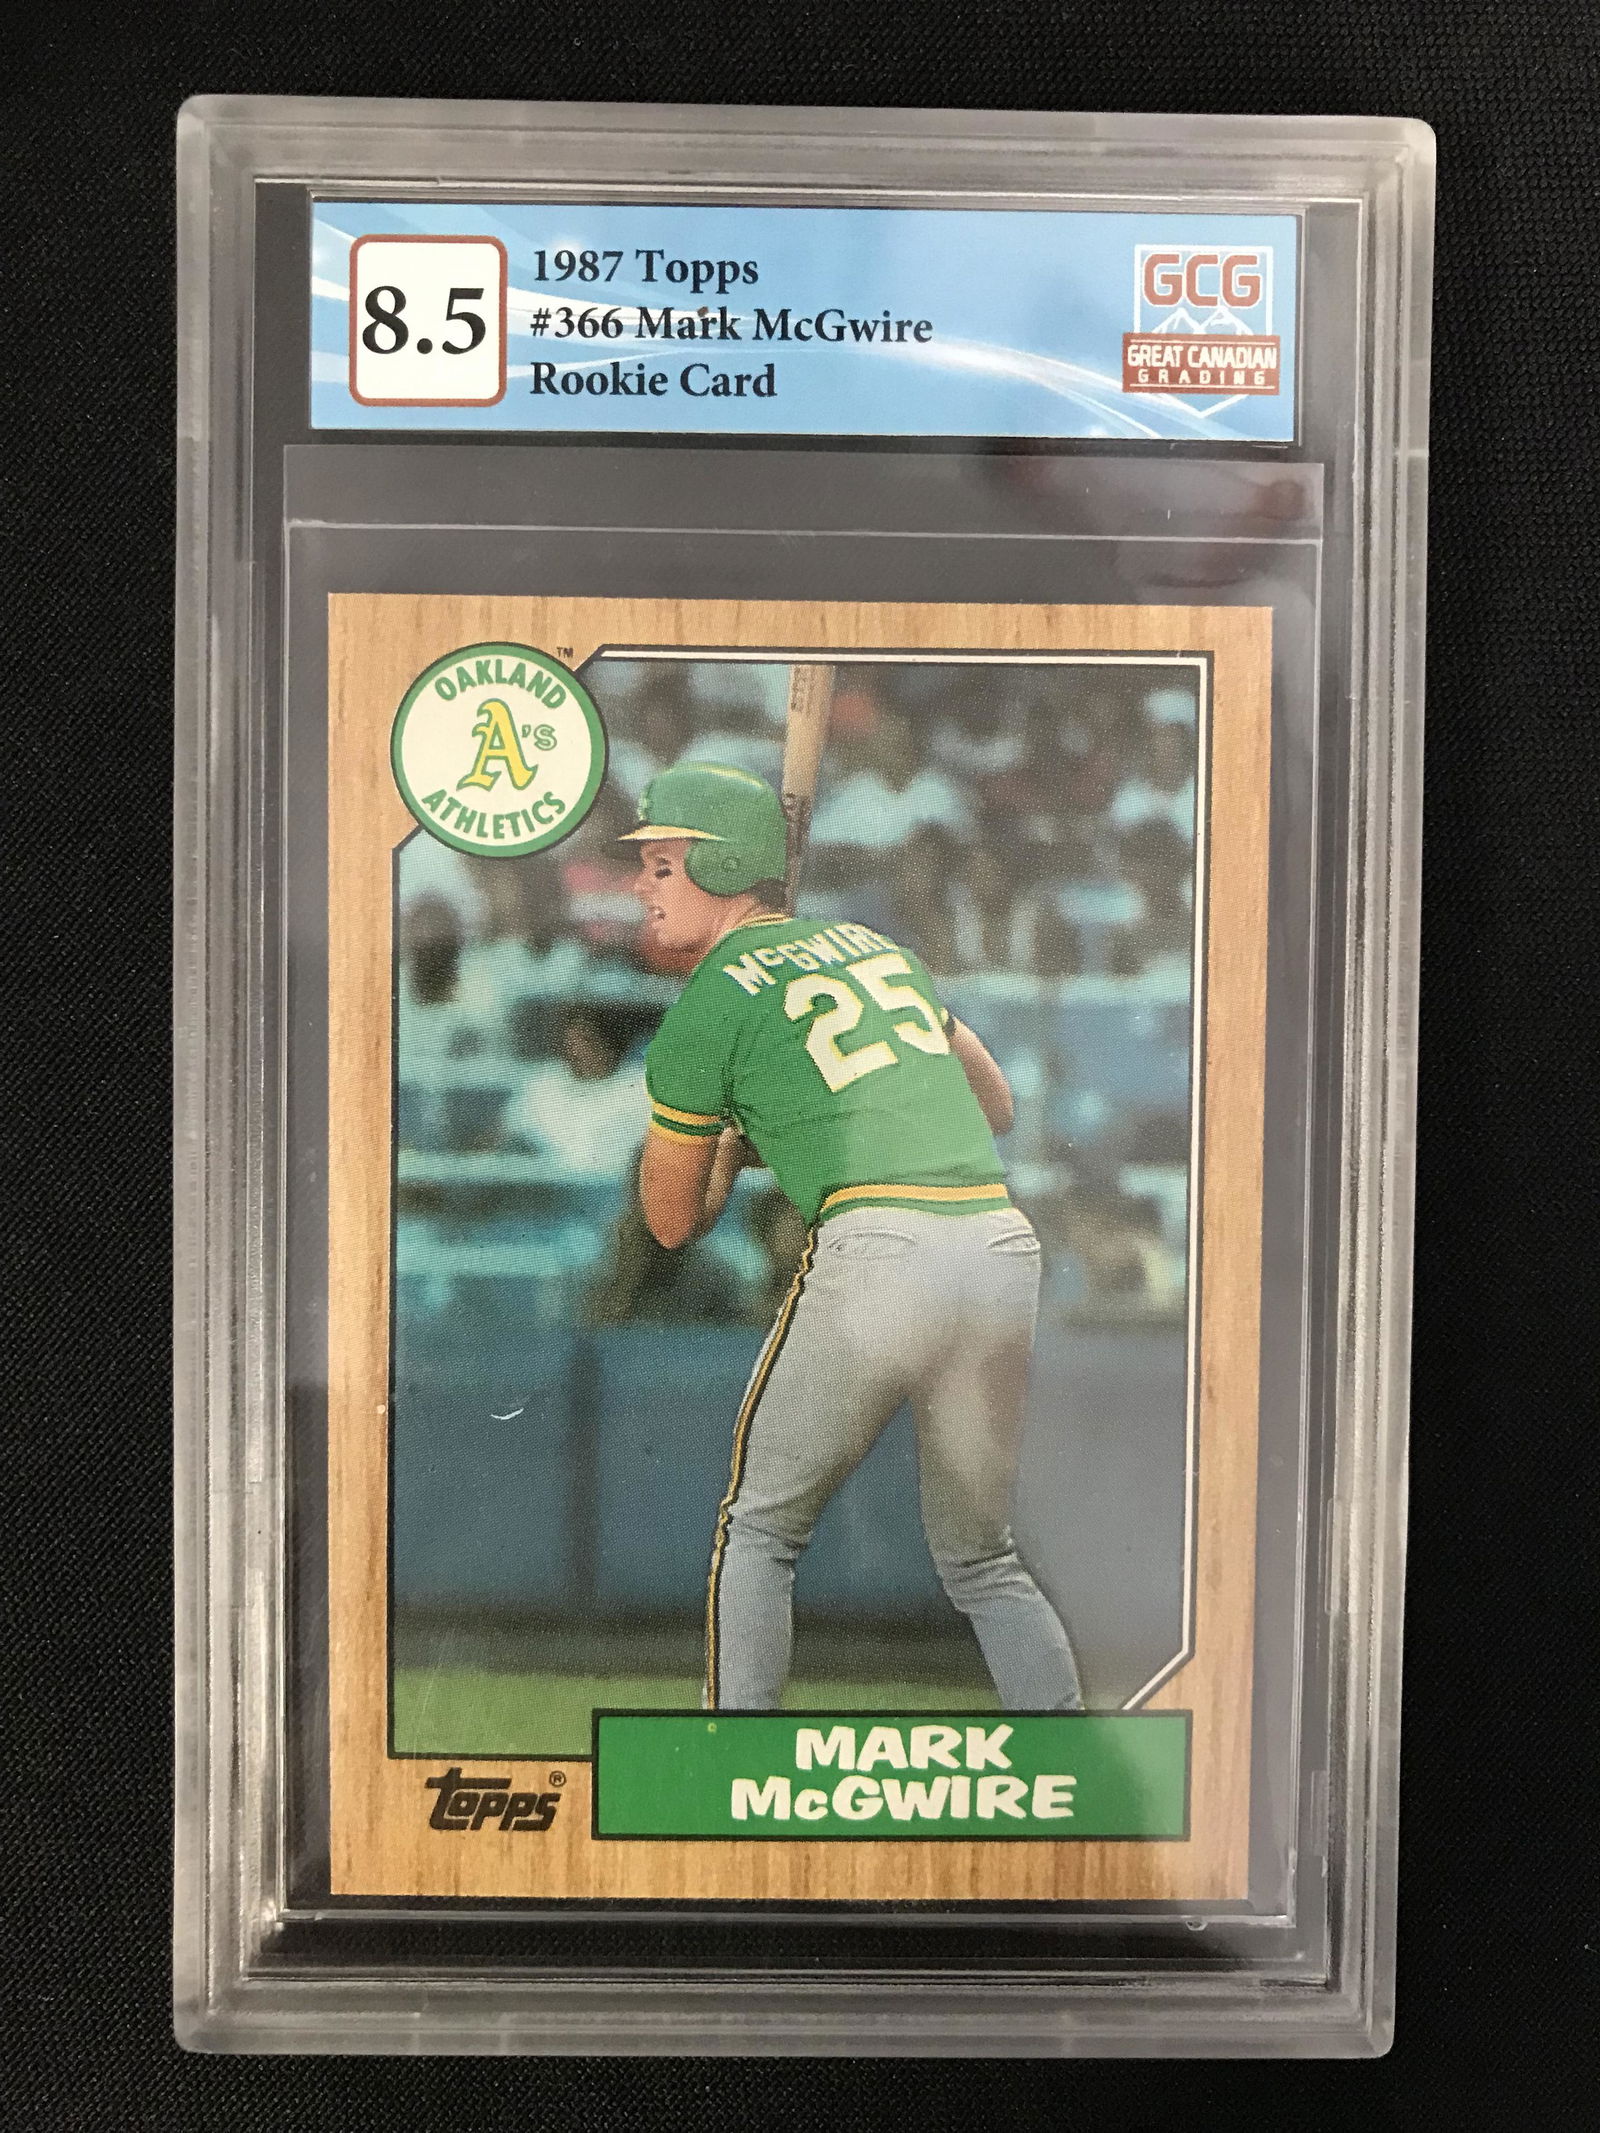 8.5
1987 Topps
#366 Mark McGwire
Rookie Card
GCG
GREAT CANADIAN
GRADING
OAKLAND
A's
ATHLETICS
TM
McGWIRE
25
topps®
MARK
McGWIRE